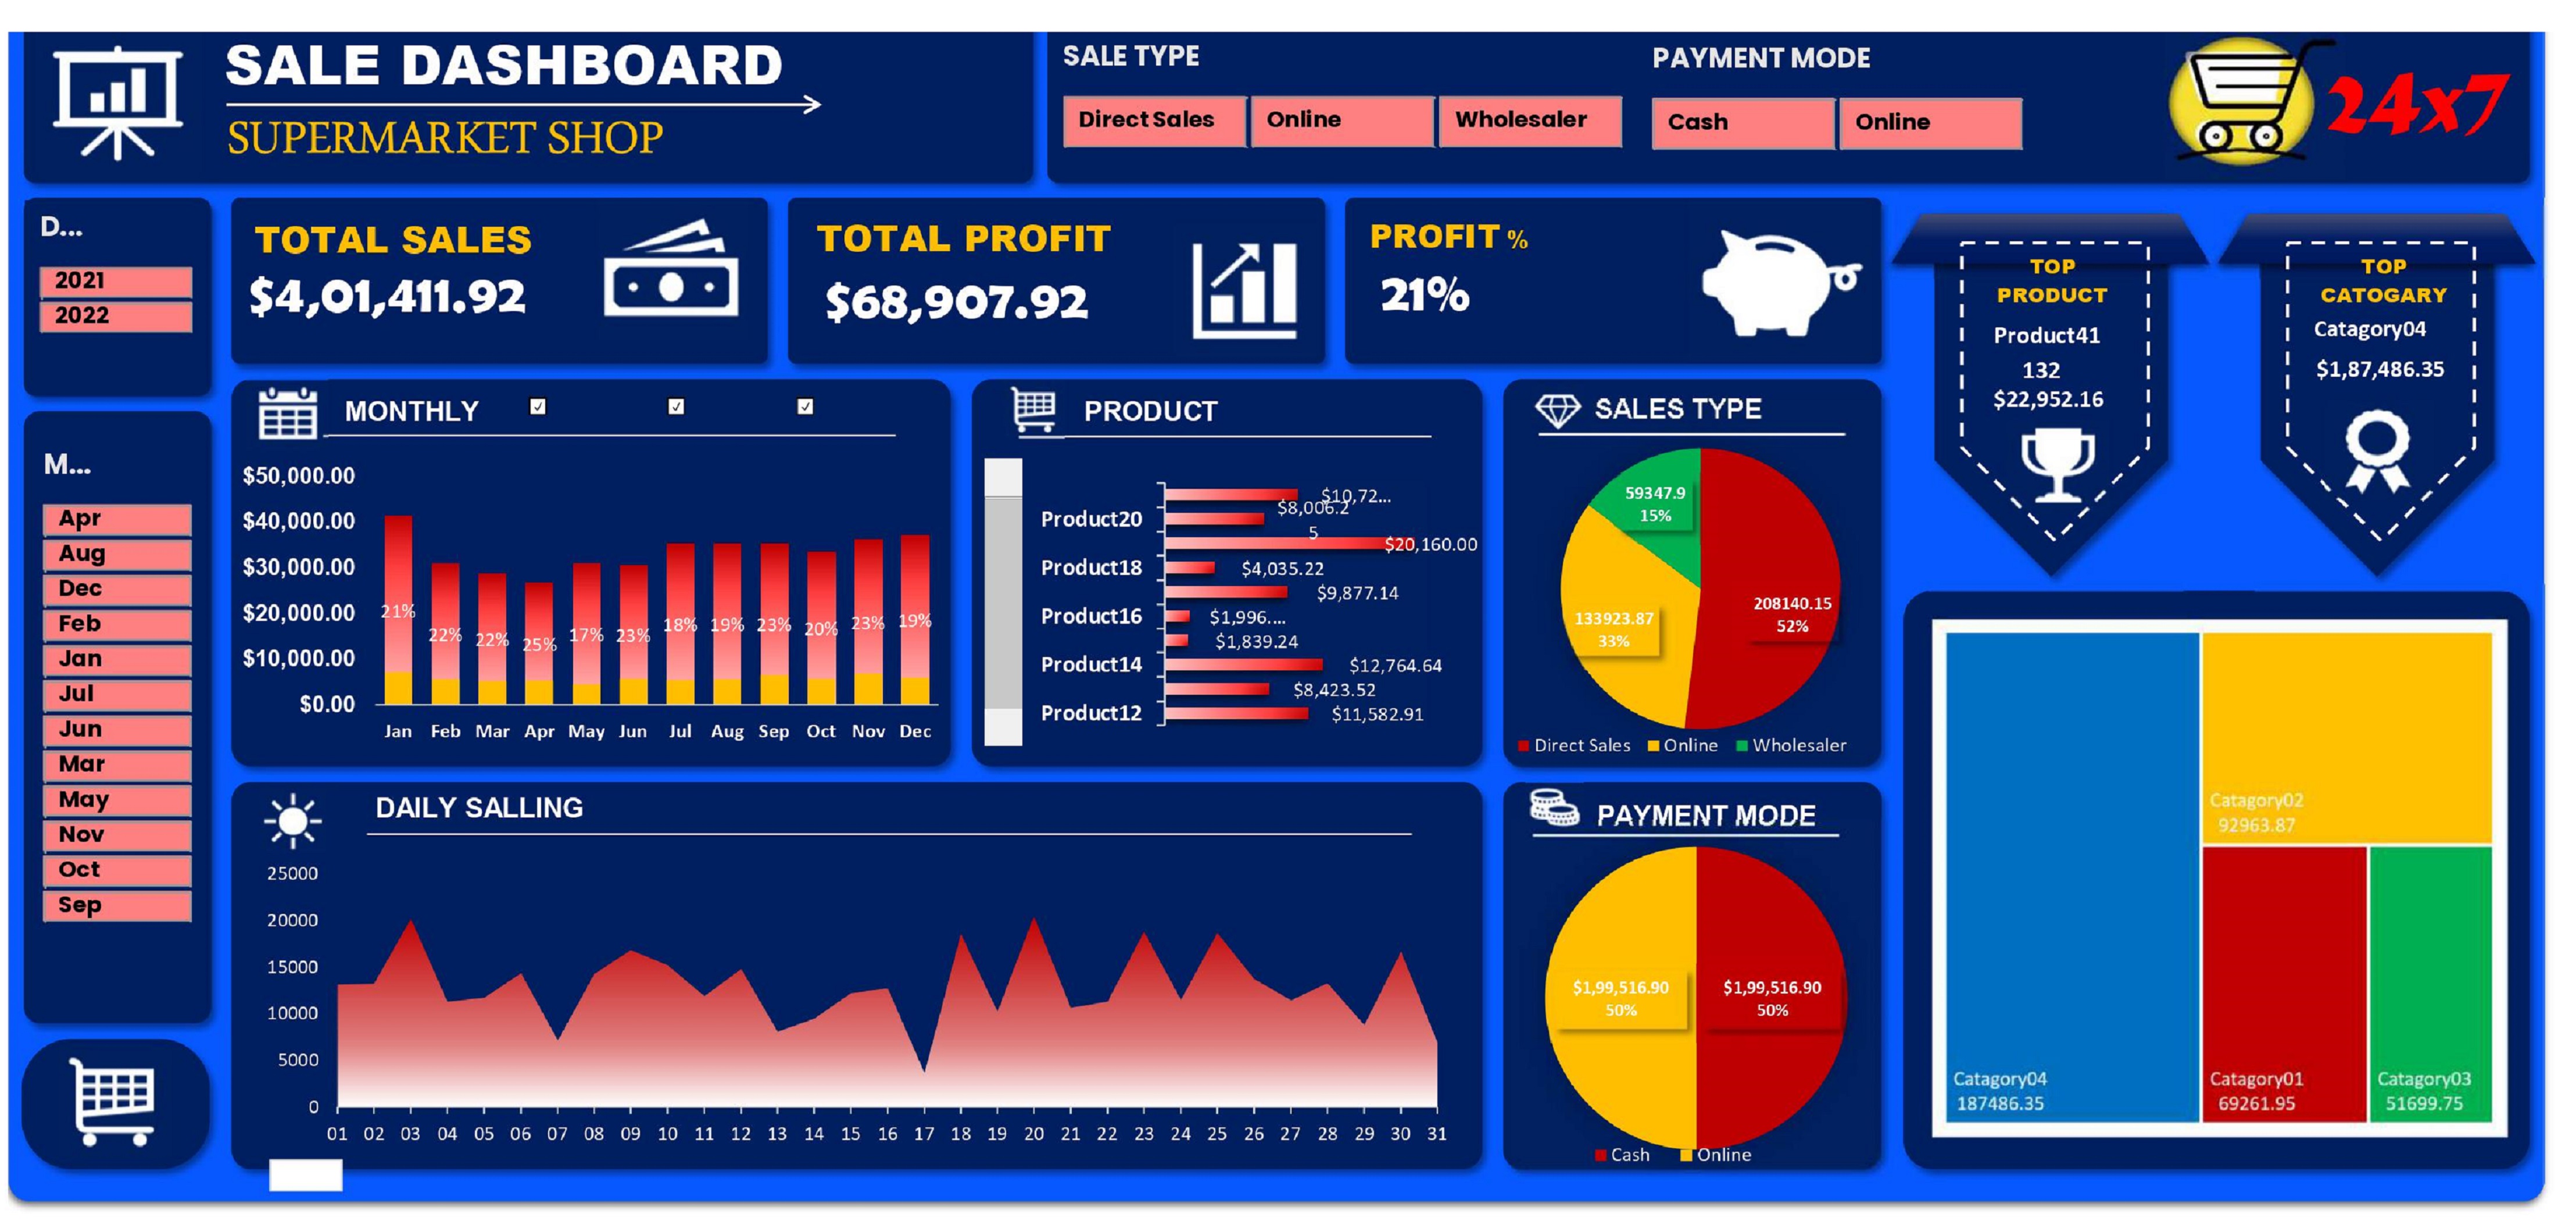 SALE DASHBOARD
SUPERMARKET SHOP
SALE TYPE
Direct Sales
Online
Wholesaler
PAYMENT MODE
Cash
Online
24x7
D...
2021
2022
TOTAL SALES
$4,01,411.92
TOTAL PROFIT
$68,907.92
PROFIT %
21%
TOP
PRODUCT
Product41
132
$22,952.16
TOP
CATOGARY
Catagory04
$1,87,486.35
M...
Apr
Aug
Dec
Feb
Jan
Jul
Jun
Mar
May
Nov
Oct
Sep
MONTHLY
$50,000.00
$40,000.00
$30,000.00
$20,000.00
$10,000.00
$0.00
21% 22% 22% 25% 17% 23% 18% 19% 23% 20% 23% 19%
Jan Feb Mar Apr May Jun Jul Aug Sep Oct Nov Dec
PRODUCT
$10,72...
Product20 $8,006.2
5
$20,160.00
Product18 $4,035.22
$9,877.14
Product16 $1,996....
$1,839.24
Product14 $12,764.64
$8,423.52
Product12 $11,582.91
SALES TYPE
59347.9
15%
133923.87
33%
208140.15
52%
Direct Sales Online Wholesaler
DAILY SALLING
25000
20000
15000
10000
5000
0
01 02 03 04 05 06 07 08 09 10 11 12 13 14 15 16 17 18 19 20 21 22 23 24 25 26 27 28 29 30 31
PAYMENT MODE
$1,99,516.90
50%
$1,99,516.90
50%
Cash Online
Catagory02
92963.87
Catagory04
187486.35
Catagory01
69261.95
Catagory03
51699.75